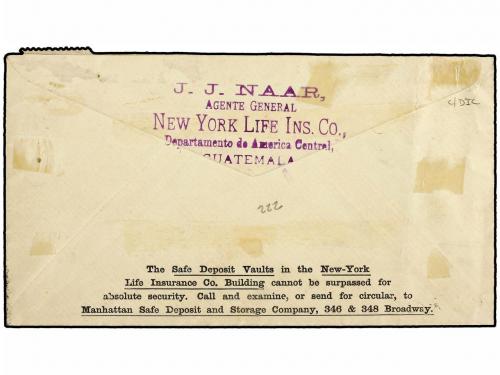 J. J. NAAR,
AGENTE GENERAL
NEW YORK LIFE INS. CO.,
Departamento de America Central,
GUATEMALA
C/DIC
222
The Safe Deposit Vaults in the New-York
Life Insurance Co. Building cannot be surpassed for
absolute security. Call and examine, or send for circular, to
Manhattan Safe Deposit and Storage Company, 346 & 348 Broadway.